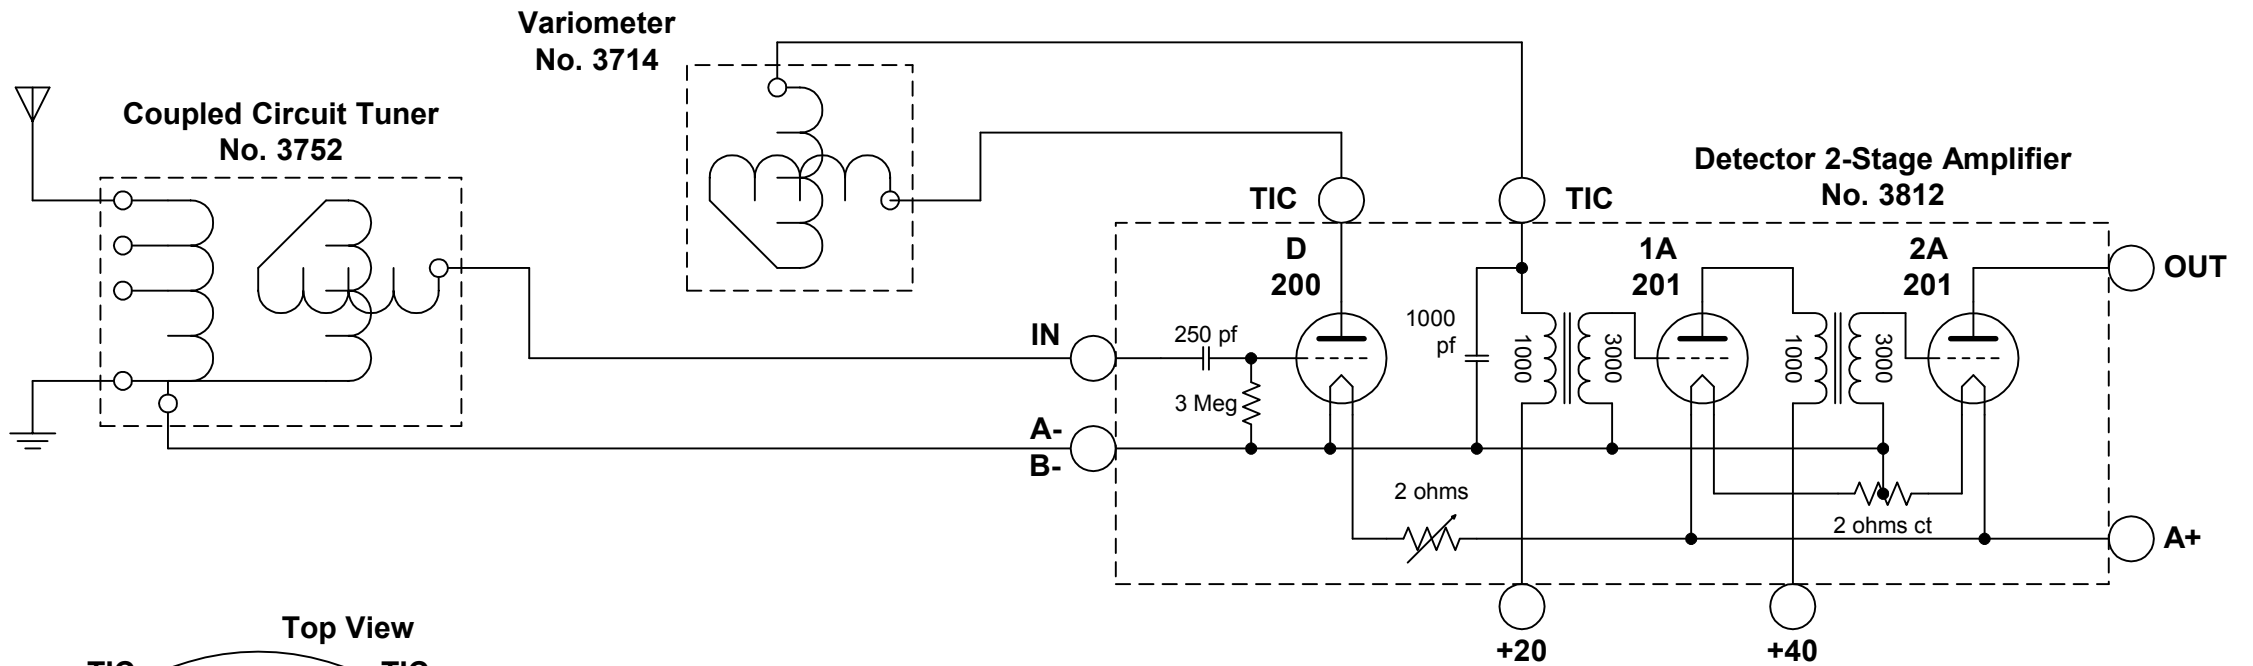 Variometer
No. 3714
Coupled Circuit Tuner
No. 3752
Detector 2-Stage Amplifier
No. 3812
TIC
TIC
D
200
1A
201
2A
201
OUT
IN
250 pf
1000
pf
1000
3000
1000
3000
3 Meg
A-
B-
2 ohms
2 ohms ct
A+
+20
+40
Top View
TIC
TIC